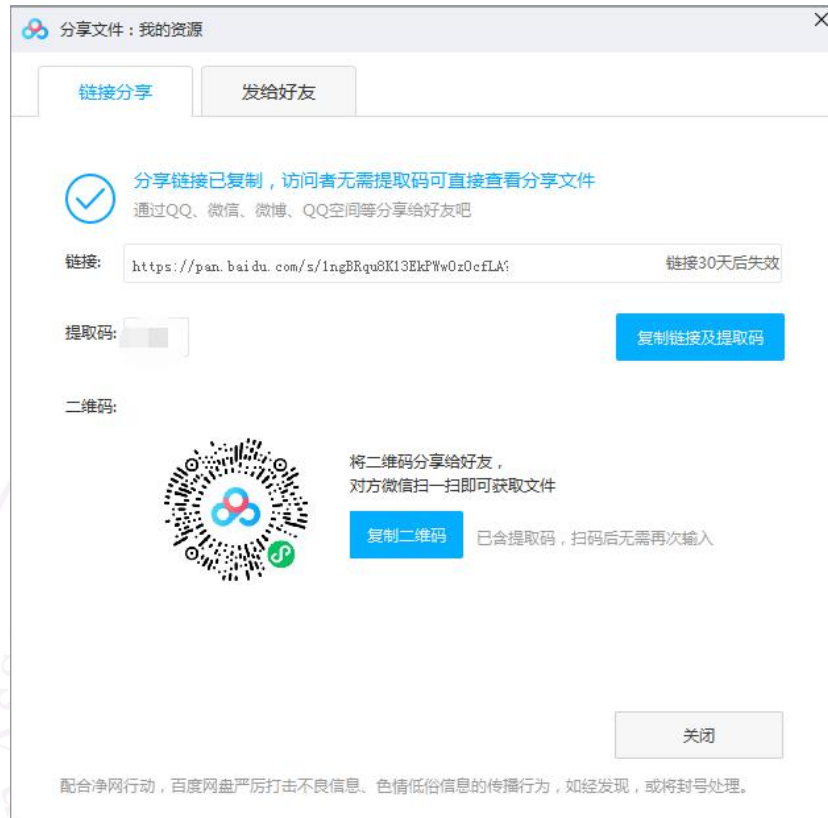 分享文件：我的资源
链接分享
发给好友
分享链接已复制，访问者无需提取码可直接查看分享文件
通过QQ、微信、微博、QQ空间等分享给好友吧
链接:
https://pan.baidu.com/s/1ngBRqu8K13EkPWwOzOcfLA?
链接30天后失效
提取码:
复制链接及提取码
二维码:
将二维码分享给好友，
对方微信扫一扫即可获取文件
复制二维码
已含提取码，扫码后无需再次输入
关闭
配合净网行动，百度网盘严厉打击不良信息、色情低俗信息的传播行为，如经发现，或将封号处理。